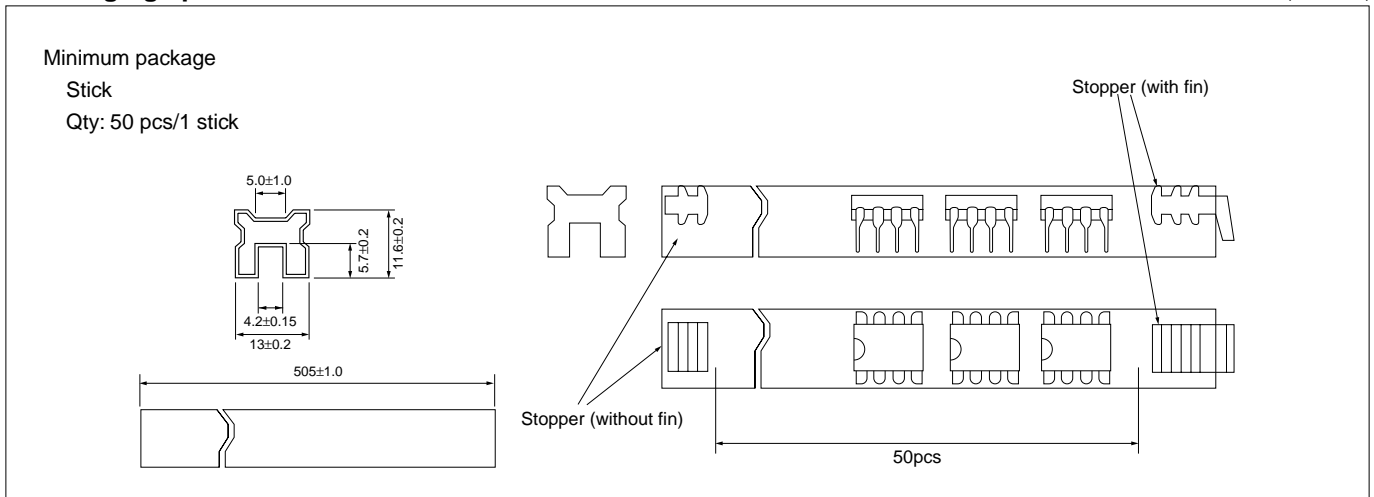 Minimum package
Stick
Qty: 50 pcs/1 stick
Stopper (with fin)
5.0±1.0
5.7±0.2
11.6±0.2
4.2±0.15
13±0.2
505±1.0
Stopper (without fin)
50pcs